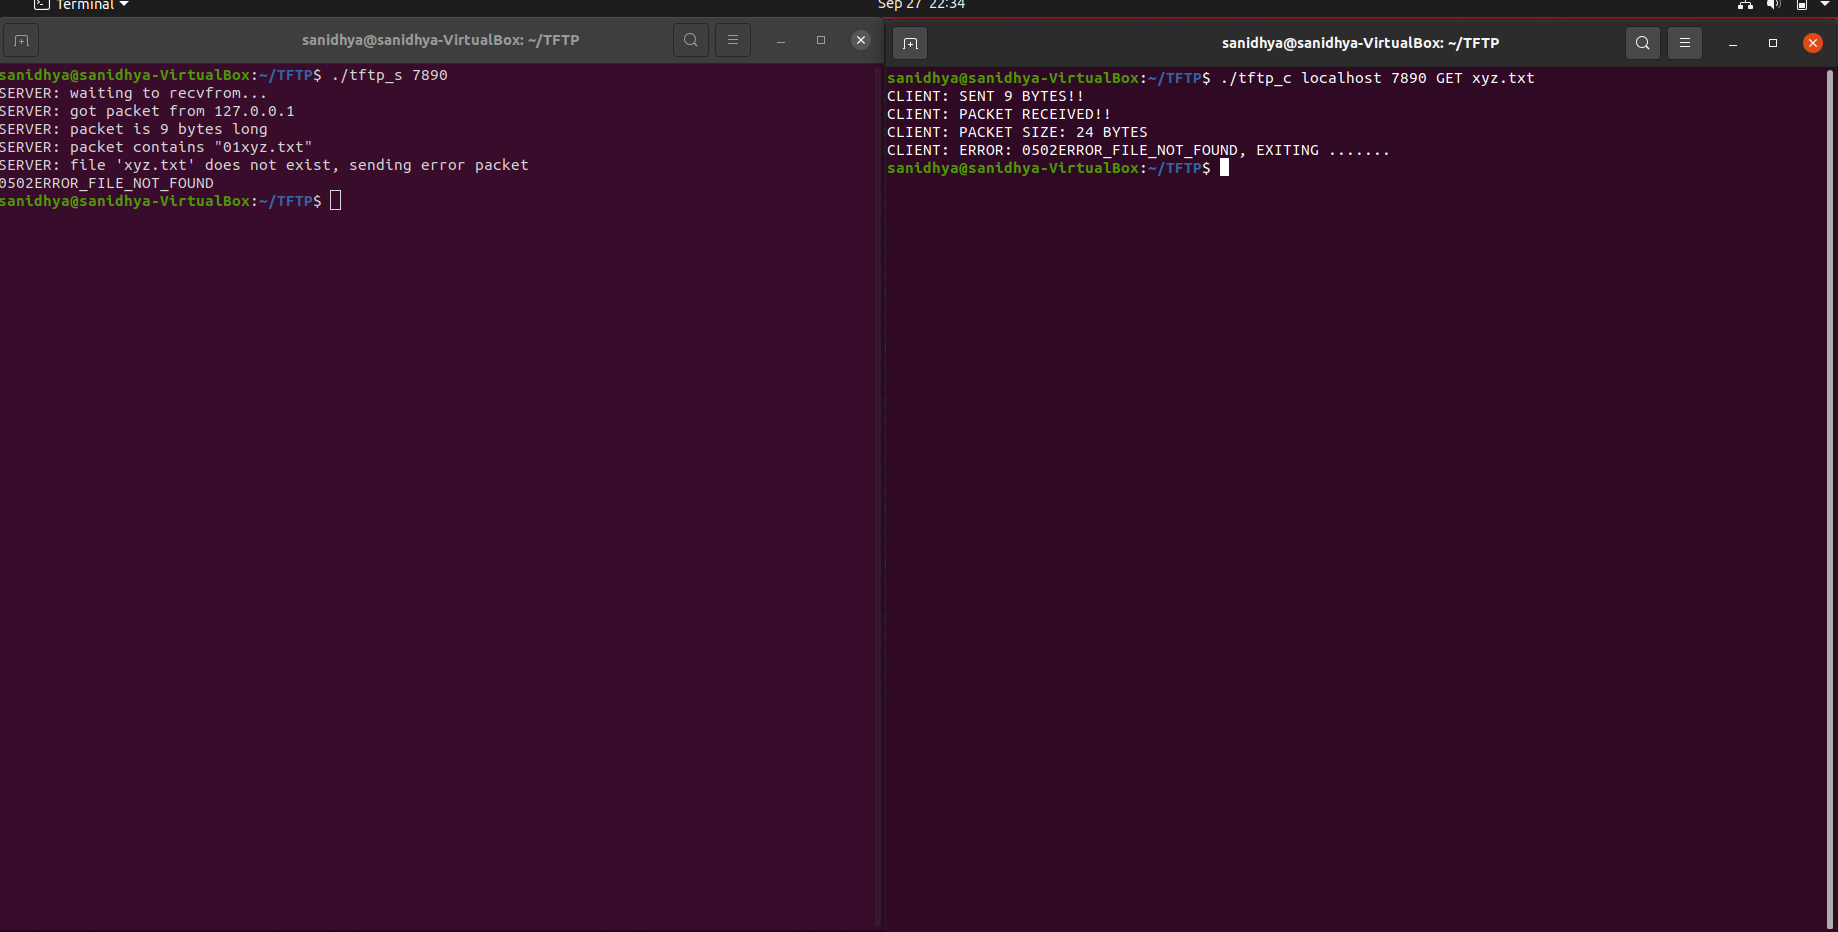 Terminal
Sep 27 22:34
sanidhya@sanidhya-VirtualBox: ~/TFTP
sanidhya@sanidhya-VirtualBox:~/TFTP$ ./tftp_s 7890
SERVER: waiting to recvfrom...
SERVER: got packet from 127.0.0.1
SERVER: packet is 9 bytes long
SERVER: packet contains "01xyz.txt"
SERVER: file 'xyz.txt' does not exist, sending error packet
0502ERROR_FILE_NOT_FOUND
sanidhya@sanidhya-VirtualBox:~/TFTP$
sanidhya@sanidhya-VirtualBox: ~/TFTP
sanidhya@sanidhya-VirtualBox:~/TFTP$ ./tftp_c localhost 7890 GET xyz.txt
CLIENT: SENT 9 BYTES!!
CLIENT: PACKET RECEIVED!!
CLIENT: PACKET SIZE: 24 BYTES
CLIENT: ERROR: 0502ERROR_FILE_NOT_FOUND, EXITING .......
sanidhya@sanidhya-VirtualBox:~/TFTP$